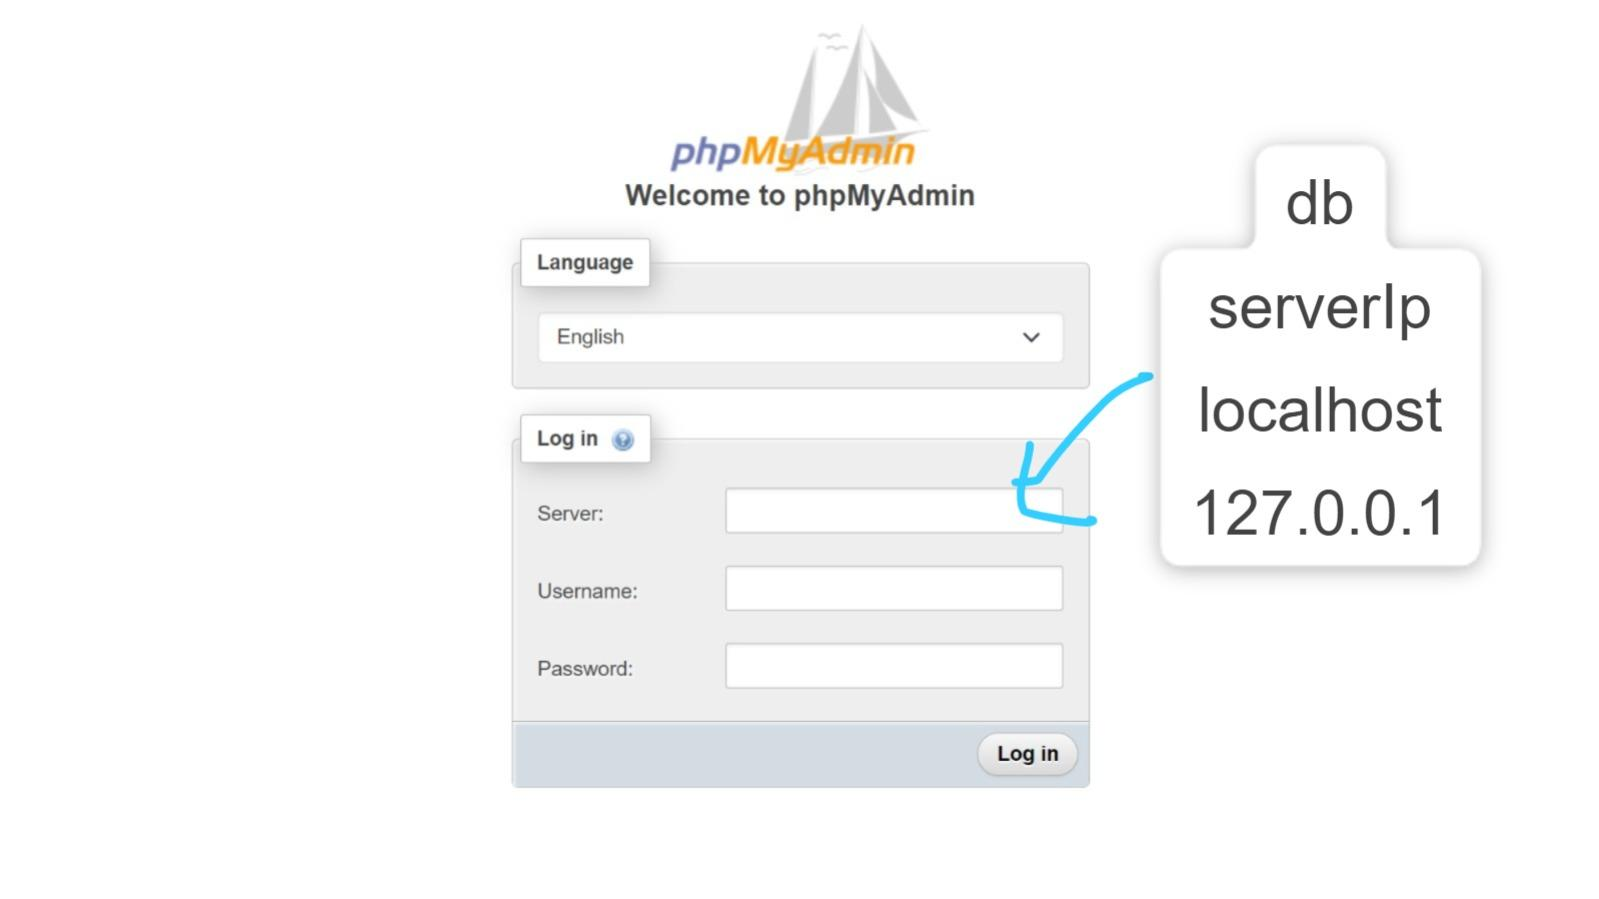 phpMyAdmin
Welcome to phpMyAdmin
Language
English
Log in
Server:
Username:
Password:
Log in
db
serverIp
localhost
127.0.0.1